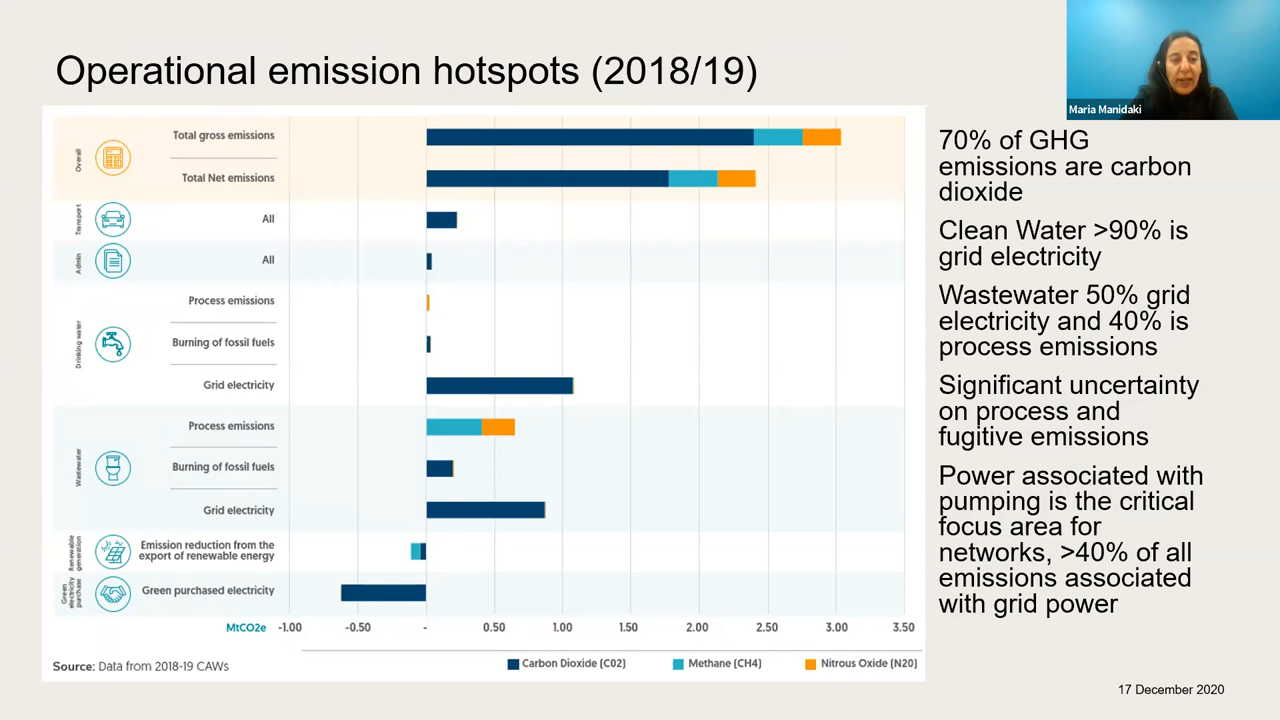 Operational emission hotspots (2018/19)
Maria Manidaki
Overall
Total gross emissions
Total Net emissions
Transport
All
Admin
All
Drinking water
Process emissions
Burning of fossil fuels
Grid electricity
Wastewater
Process emissions
Burning of fossil fuels
Grid electricity
Renewable
generation
Emission reduction from the
export of renewable energy
Green
electricity
purchase
Green purchased electricity
MtCO2e -1.00 -0.50 - 0.50 1.00 1.50 2.00 2.50 3.00 3.50
Source: Data from 2018-19 CAWs
Carbon Dioxide (C02) Methane (CH4) Nitrous Oxide (N20)
70% of GHG
emissions are carbon
dioxide
Clean Water >90% is
grid electricity
Wastewater 50% grid
electricity and 40% is
process emissions
Significant uncertainty
on process and
fugitive emissions
Power associated with
pumping is the critical
focus area for
networks, >40% of all
emissions associated
with grid power
17 December 2020